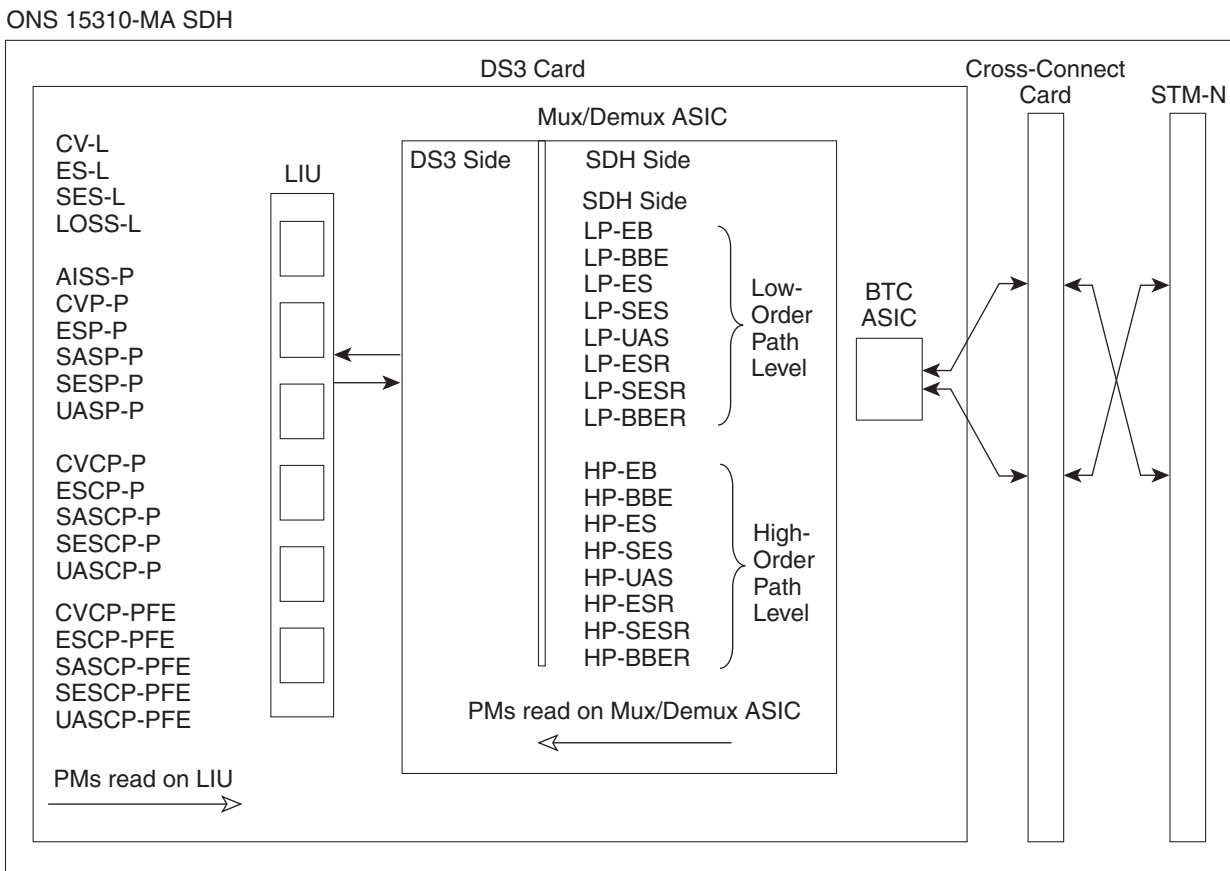 ONS 15310-MA SDH
DS3 Card
Cross-Connect
Card
STM-N
Mux/Demux ASIC
CV-L
ES-L
SES-L
LOSS-L
AISS-P
CVP-P
ESP-P
SASP-P
SESP-P
UASP-P
CVCP-P
ESCP-P
SASCP-P
SESCP-P
UASCP-P
CVCP-PFE
ESCP-PFE
SASCP-PFE
SESCP-PFE
UASCP-PFE
PMs read on LIU
LIU
DS3 Side
SDH Side
SDH Side
LP-EB
LP-BBE
LP-ES
LP-SES
LP-UAS
LP-ESR
LP-SESR
LP-BBER
Low-
Order
Path
Level
HP-EB
HP-BBE
HP-ES
HP-SES
HP-UAS
HP-ESR
HP-SESR
HP-BBER
High-
Order
Path
Level
PMs read on Mux/Demux ASIC
BTC
ASIC